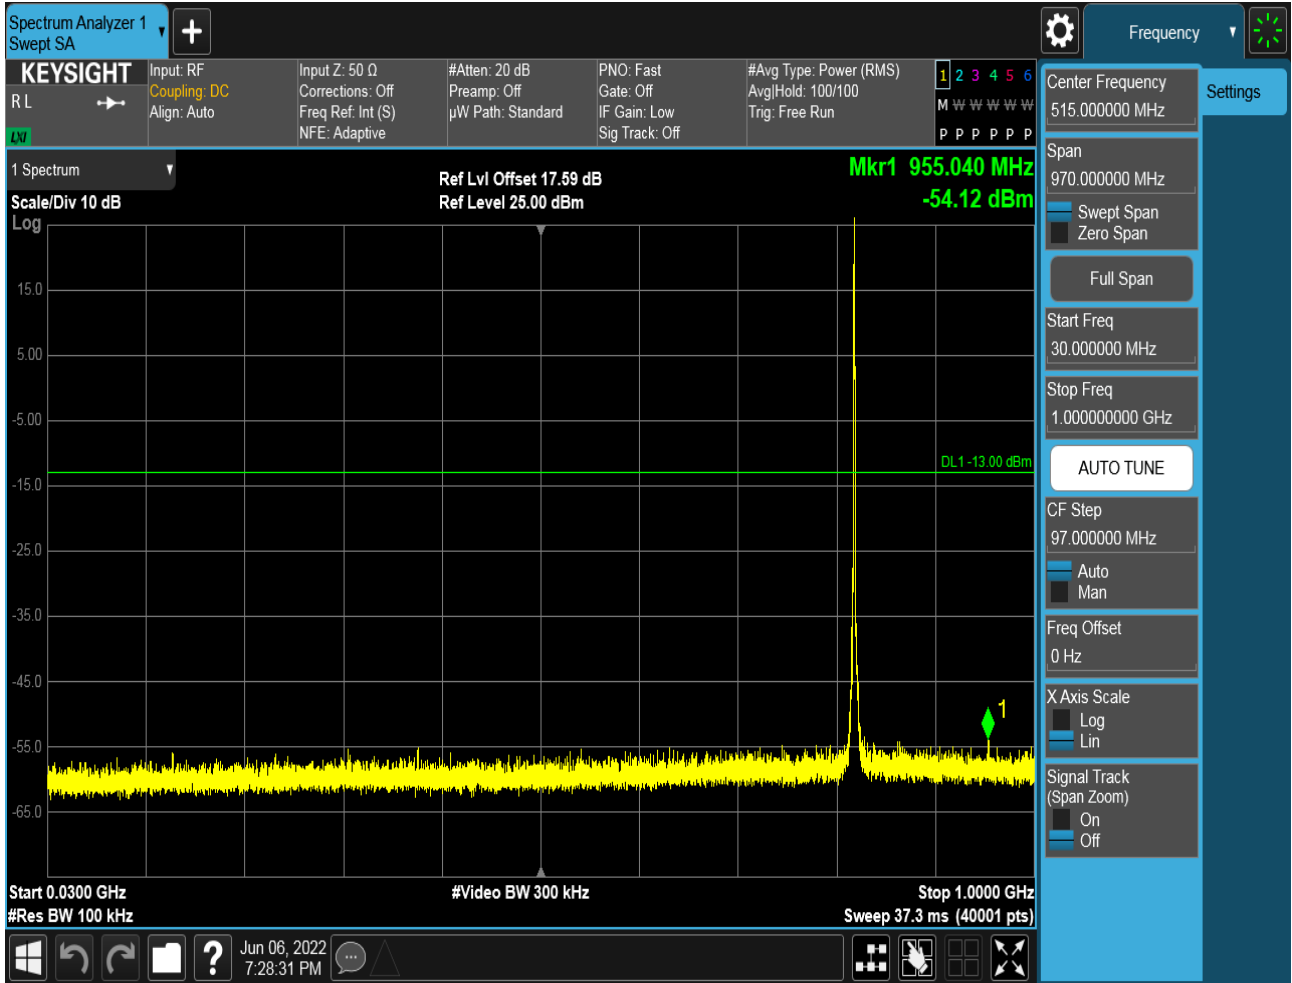 Spectrum Analyzer 1
Swept SA
Frequency
KEYSIGHT
R L
LXI
Input: RF
Coupling: DC
Align: Auto
Input Z: 50 Ω
Corrections: Off
Freq Ref: Int (S)
NFE: Adaptive
#Atten: 20 dB
Preamp: Off
µW Path: Standard
PNO: Fast
Gate: Off
IF Gain: Low
Sig Track: Off
#Avg Type: Power (RMS)
Avg|Hold: 100/100
Trig: Free Run
1 2 3 4 5 6
M W W W W W
P P P P P P
1 Spectrum
Scale/Div 10 dB
Log
Ref Lvl Offset 17.59 dB
Ref Level 25.00 dBm
Mkr1 955.040 MHz
-54.12 dBm
15.0
5.00
-5.00
-15.0
-25.0
-35.0
-45.0
-55.0
-65.0
DL1 -13.00 dBm
1
Start 0.0300 GHz
#Res BW 100 kHz
#Video BW 300 kHz
Stop 1.0000 GHz
Sweep 37.3 ms (40001 pts)
Center Frequency
515.000000 MHz
Span
970.000000 MHz
Swept Span
Zero Span
Full Span
Start Freq
30.000000 MHz
Stop Freq
1.000000000 GHz
AUTO TUNE
CF Step
97.000000 MHz
Auto
Man
Freq Offset
0 Hz
X Axis Scale
Log
Lin
Signal Track
(Span Zoom)
On
Off
Settings
?
Jun 06, 2022
7:28:31 PM